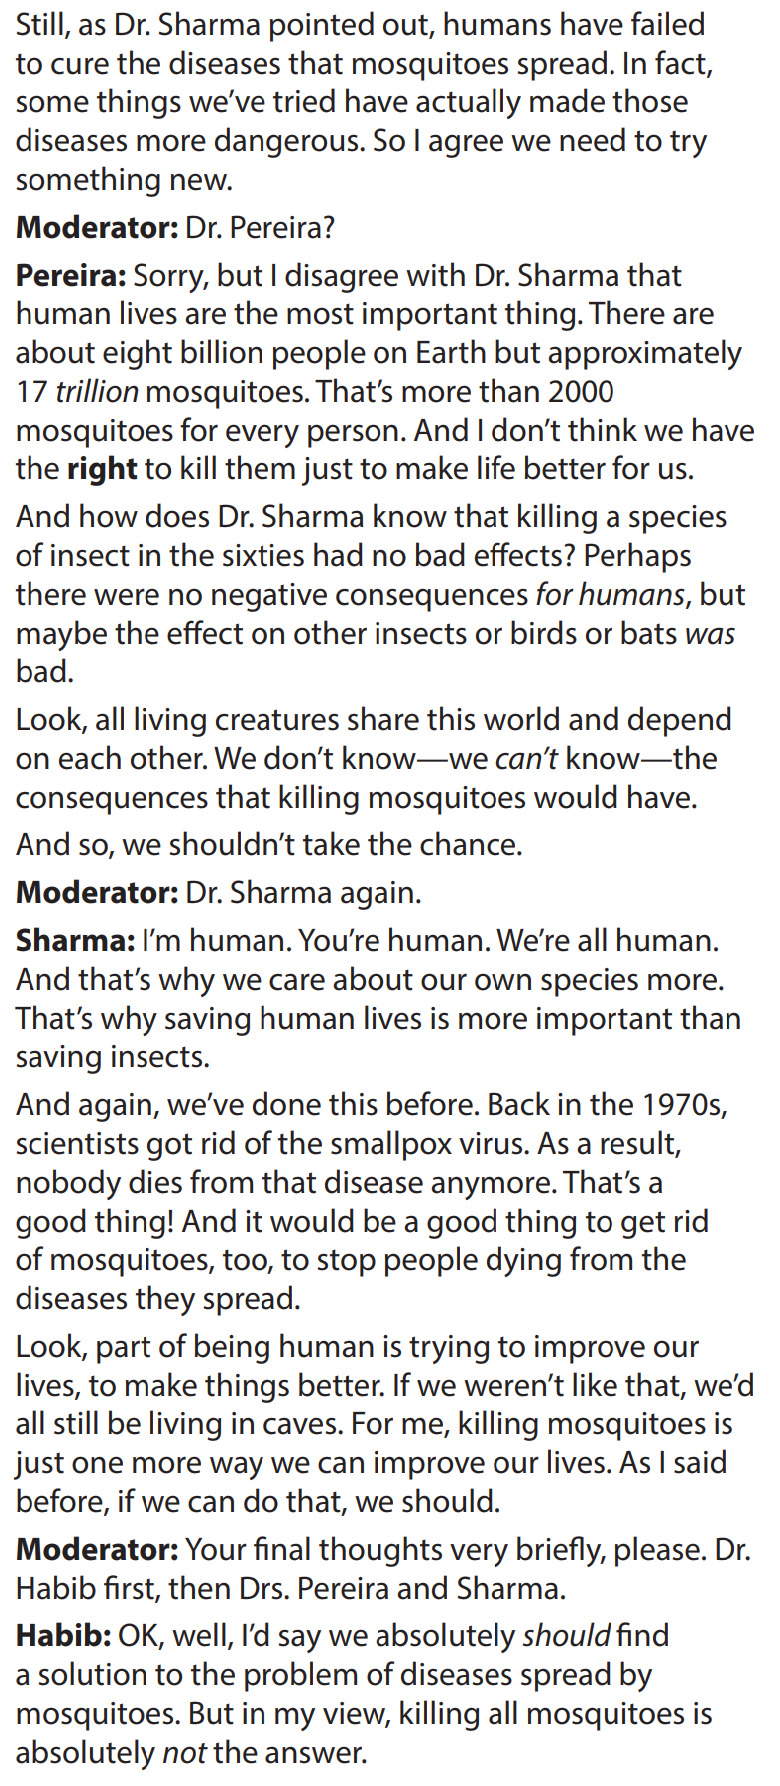 Still, as Dr. Sharma pointed out, humans have failed
to cure the diseases that mosquitoes spread. In fact,
some things we’ve tried have actually made those
diseases more dangerous. So I agree we need to try
something new.
Moderator: Dr. Pereira?
Pereira: Sorry, but I disagree with Dr. Sharma that
human lives are the most important thing. There are
about eight billion people on Earth but approximately
17 trillion mosquitoes. That’s more than 2000
mosquitoes for every person. And I don’t think we have
the right to kill them just to make life better for us.
And how does Dr. Sharma know that killing a species
of insect in the sixties had no bad effects? Perhaps
there were no negative consequences for humans, but
maybe the effect on other insects or birds or bats was
bad.
Look, all living creatures share this world and depend
on each other. We don’t know—we can’t know—the
consequences that killing mosquitoes would have.
And so, we shouldn’t take the chance.
Moderator: Dr. Sharma again.
Sharma: I’m human. You’re human. We’re all human.
And that’s why we care about our own species more.
That’s why saving human lives is more important than
saving insects.
And again, we’ve done this before. Back in the 1970s,
scientists got rid of the smallpox virus. As a result,
nobody dies from that disease anymore. That’s a
good thing! And it would be a good thing to get rid
of mosquitoes, too, to stop people dying from the
diseases they spread.
Look, part of being human is trying to improve our
lives, to make things better. If we weren’t like that, we’d
all still be living in caves. For me, killing mosquitoes is
just one more way we can improve our lives. As I said
before, if we can do that, we should.
Moderator: Your final thoughts very briefly, please. Dr.
Habib first, then Drs. Pereira and Sharma.
Habib: OK, well, I’d say we absolutely should find
a solution to the problem of diseases spread by
mosquitoes. But in my view, killing all mosquitoes is
absolutely not the answer.